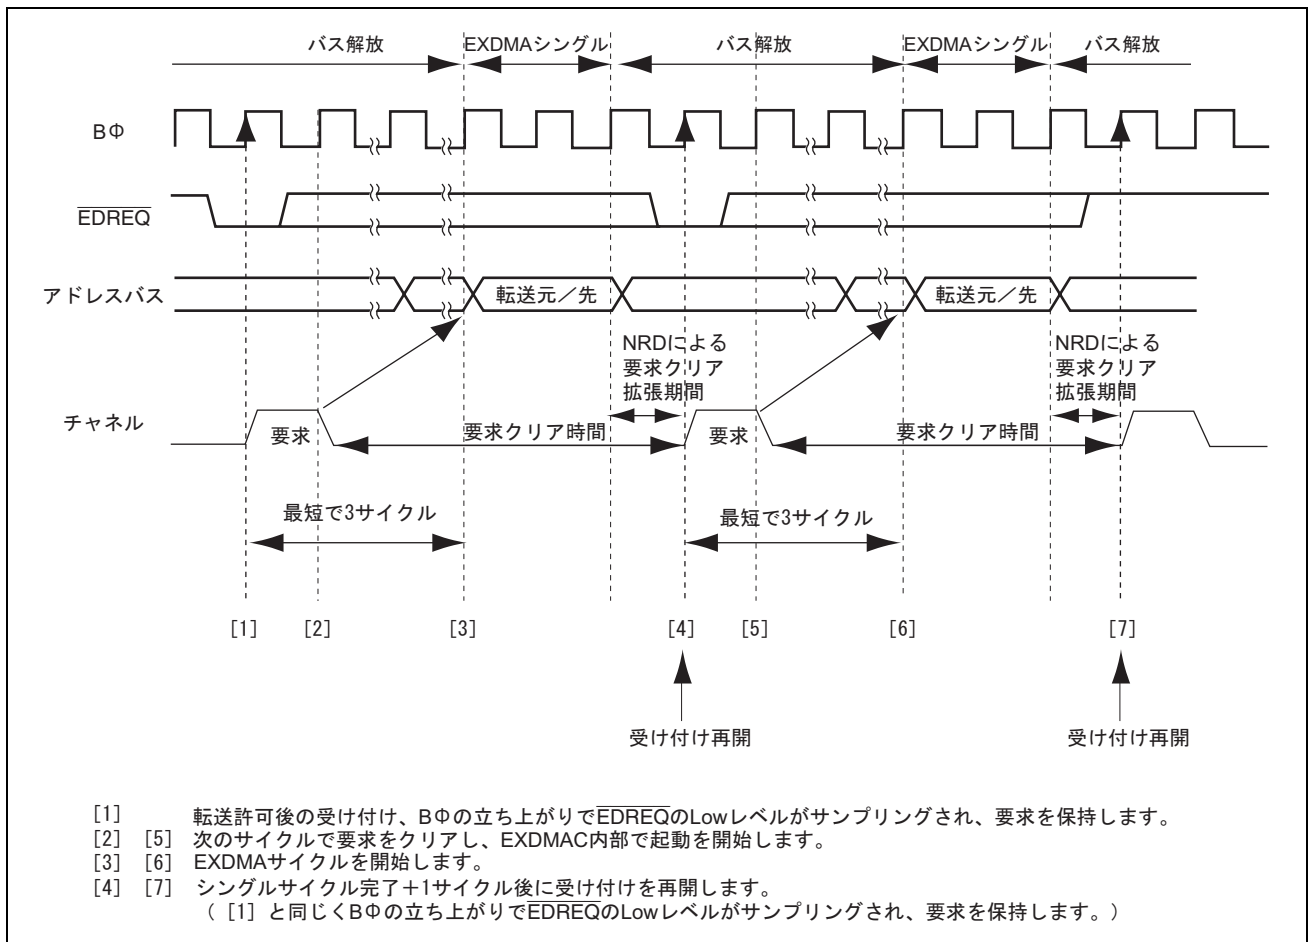 バス解放 EXDMAシングル バス解放 EXDMAシングル バス解放
BΦ
EDREQ
アドレスバス 転送元／先 転送元／先
NRDによる NRDによる
要求クリア 要求クリア
拡張期間 拡張期間
チャネル 要求 要求クリア時間 要求 要求クリア時間
最短で3サイクル 最短で3サイクル
[1] [2] [3] [4] [5] [6] [7]
受け付け再開 受け付け再開
[1] 転送許可後の受け付け、BΦの立ち上がりでEDREQのLowレベルがサンプリングされ、要求を保持します。
[2] [5] 次のサイクルで要求をクリアし、EXDMAC内部で起動を開始します。
[3] [6] EXDMAサイクルを開始します。
[4] [7] シングルサイクル完了＋1サイクル後に受け付けを再開します。
（ [1] と同じくBΦの立ち上がりでEDREQのLowレベルがサンプリングされ、要求を保持します。）